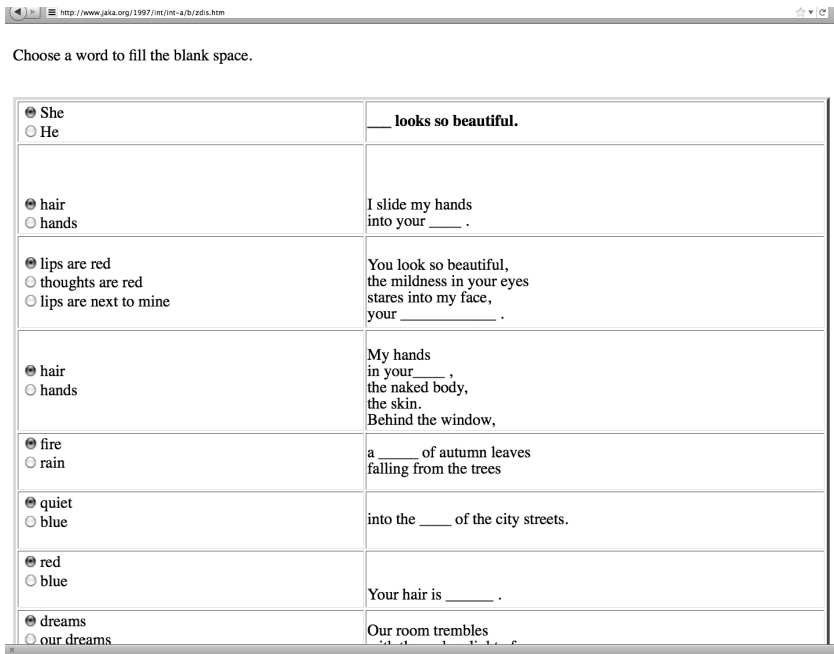 http://www.jaka.org/1997/int/int-a/b/zdis.htm
Choose a word to fill the blank space.
She
He
___ looks so beautiful.
hair
hands
I slide my hands
into your ____ .
lips are red
thoughts are red
lips are next to mine
You look so beautiful,
the mildness in your eyes
stares into my face,
your ____________ .
hair
hands
My hands
in your____ ,
the naked body,
the skin.
Behind the window,
fire
rain
a _____ of autumn leaves
falling from the trees
quiet
blue
into the ____ of the city streets.
red
blue
Your hair is ______ .
dreams
our dreams
Our room trembles